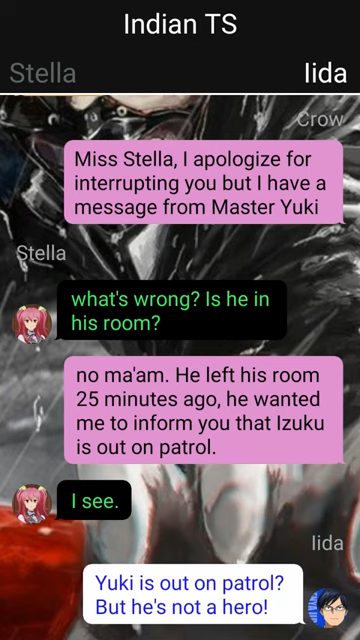 Indian TS
Stella
Iida
Crow
Miss Stella, I apologize for
interrupting you but I have a
message from Master Yuki
Stella
what's wrong? Is he in
his room?
no ma'am. He left his room
25 minutes ago, he wanted
me to inform you that Izuku
is out on patrol.
I see.
Iida
Yuki is out on patrol?
But he's not a hero!